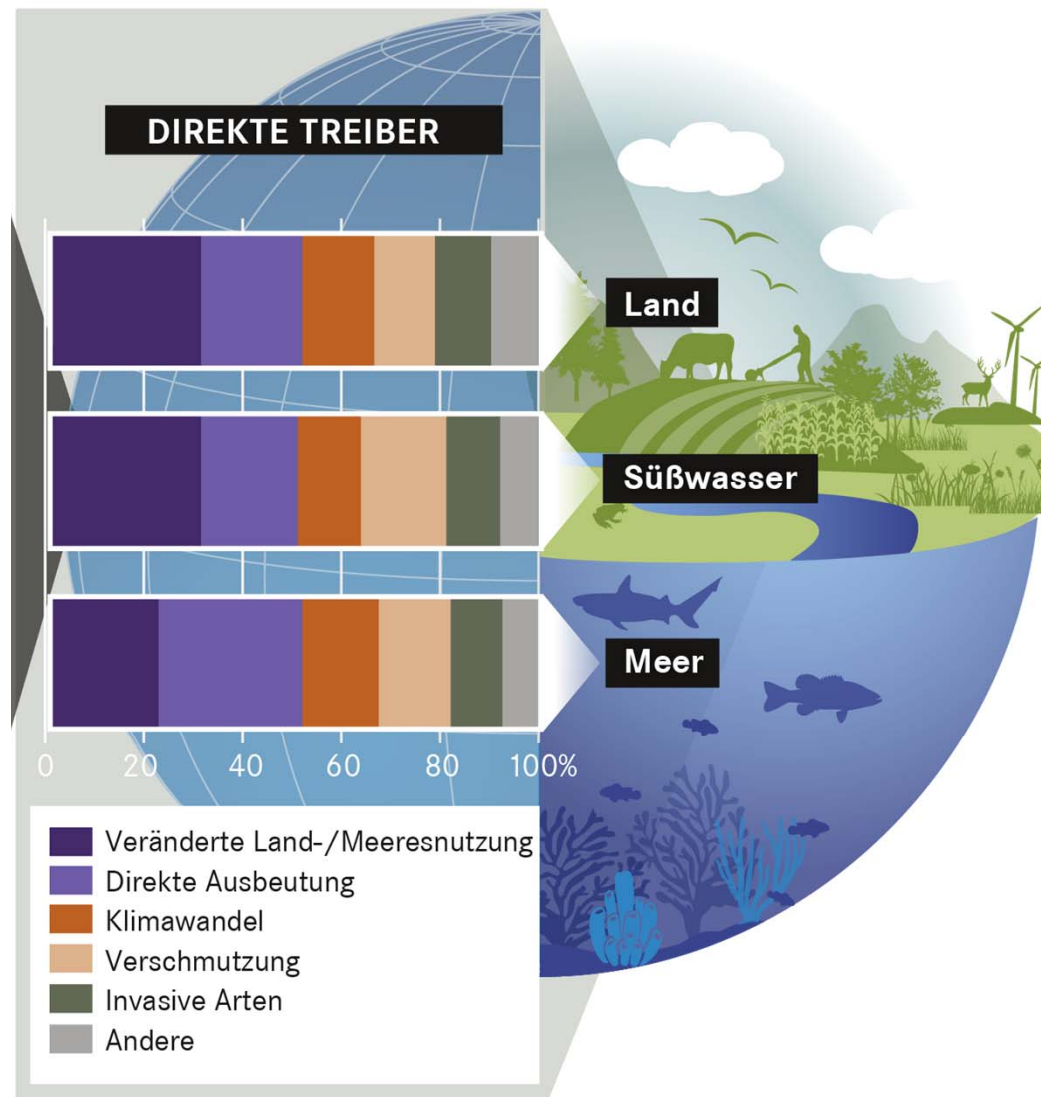 DIREKTE TREIBER
Land
Süßwasser
Meer
0 20 40 60 80 100%
Veränderte Land-/Meeresnutzung
Direkte Ausbeutung
Klimawandel
Verschmutzung
Invasive Arten
Andere